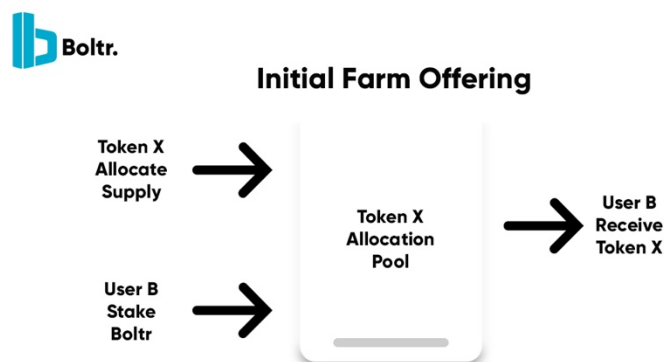 Boltr.
Initial Farm Offering
Token X
Allocate
Supply
Token X
Allocation
Pool
User B
Receive
Token X
User B
Stake
Boltr